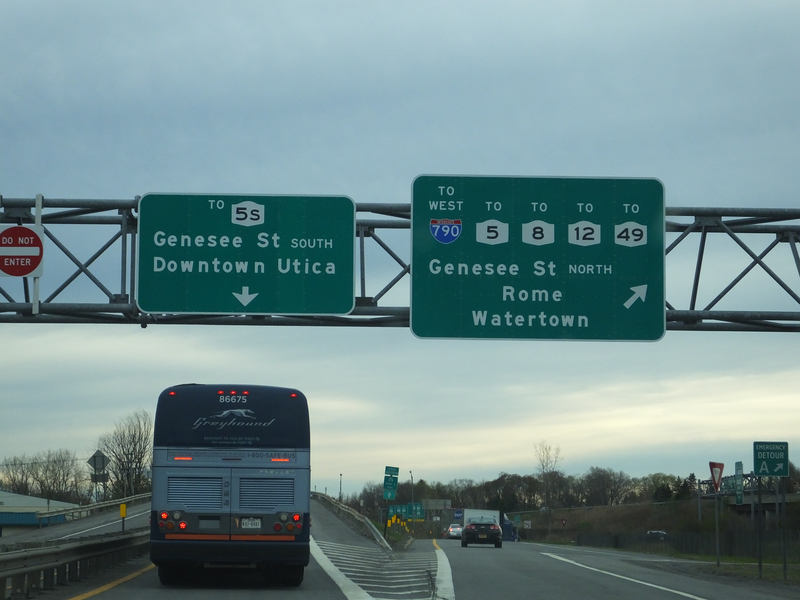 DO NOT
ENTER
TO 5S
Genesee St SOUTH
Downtown Utica
TO
WEST
790
TO
5
TO
8
TO
12
TO
49
Genesee St NORTH
Rome
Watertown
86675
Greyhound
EMERGENCY
DETOUR
A